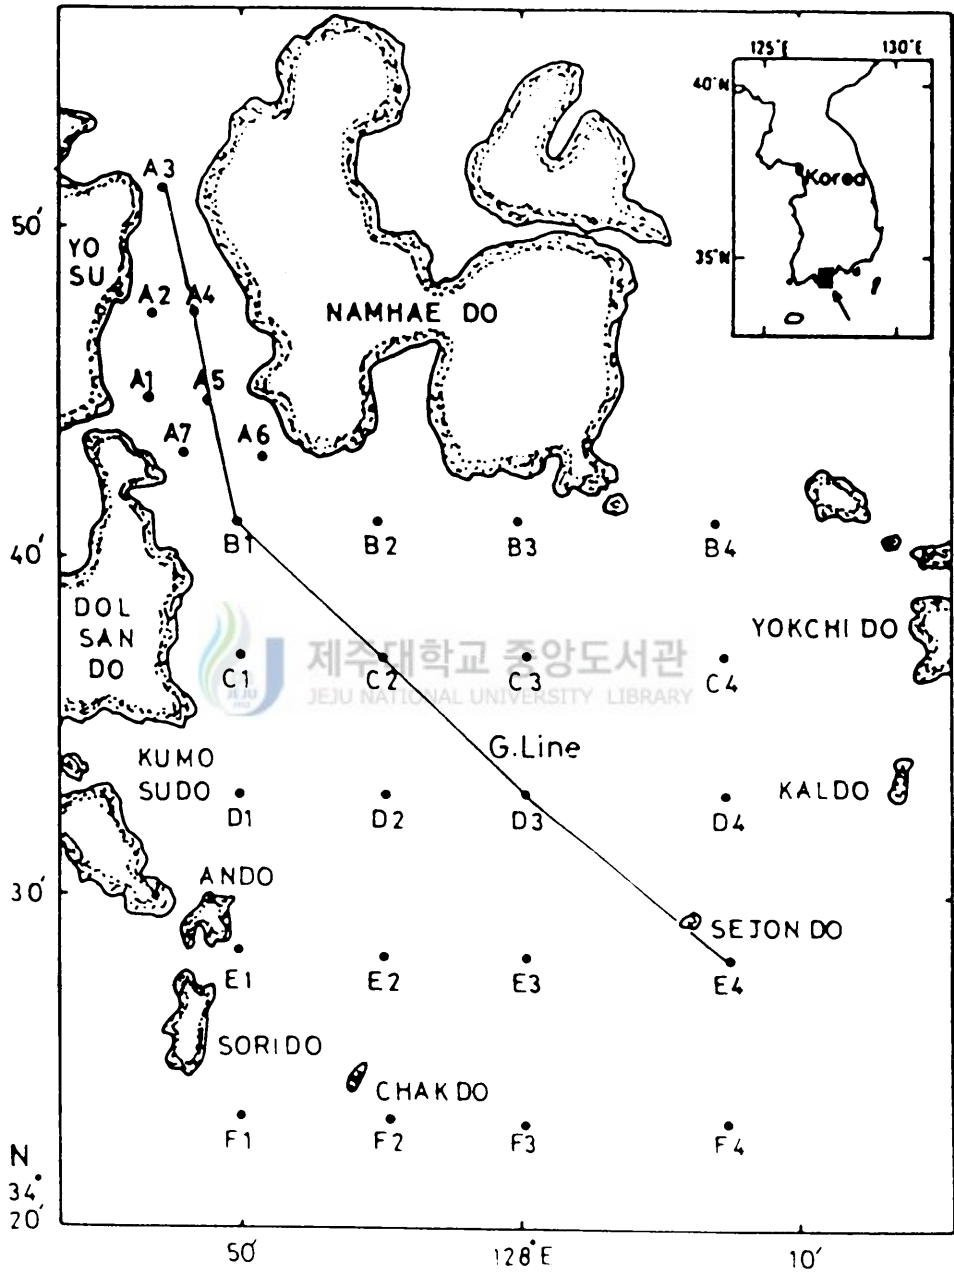 125°E
130°E
40°N
Korea
35°N
A3
50'
YO
SU
A2
A4
NAMHAE DO
A1
A5
A7
A6
B1
B2
B3
B4
40'
DOL
SAN
DO
YOKCHI DO
제주대학교 중앙도서관
JEJU NATIONAL UNIVERSITY LIBRARY
JEJU
C1
C2
C3
C4
G.Line
KUMO
SUDO
KALDO
D1
D2
D3
D4
30'
ANDO
SEJON DO
E1
E2
E3
E4
SORIDO
CHAKDO
F1
F2
F3
F4
N
34°
20'
50'
128°E
10'